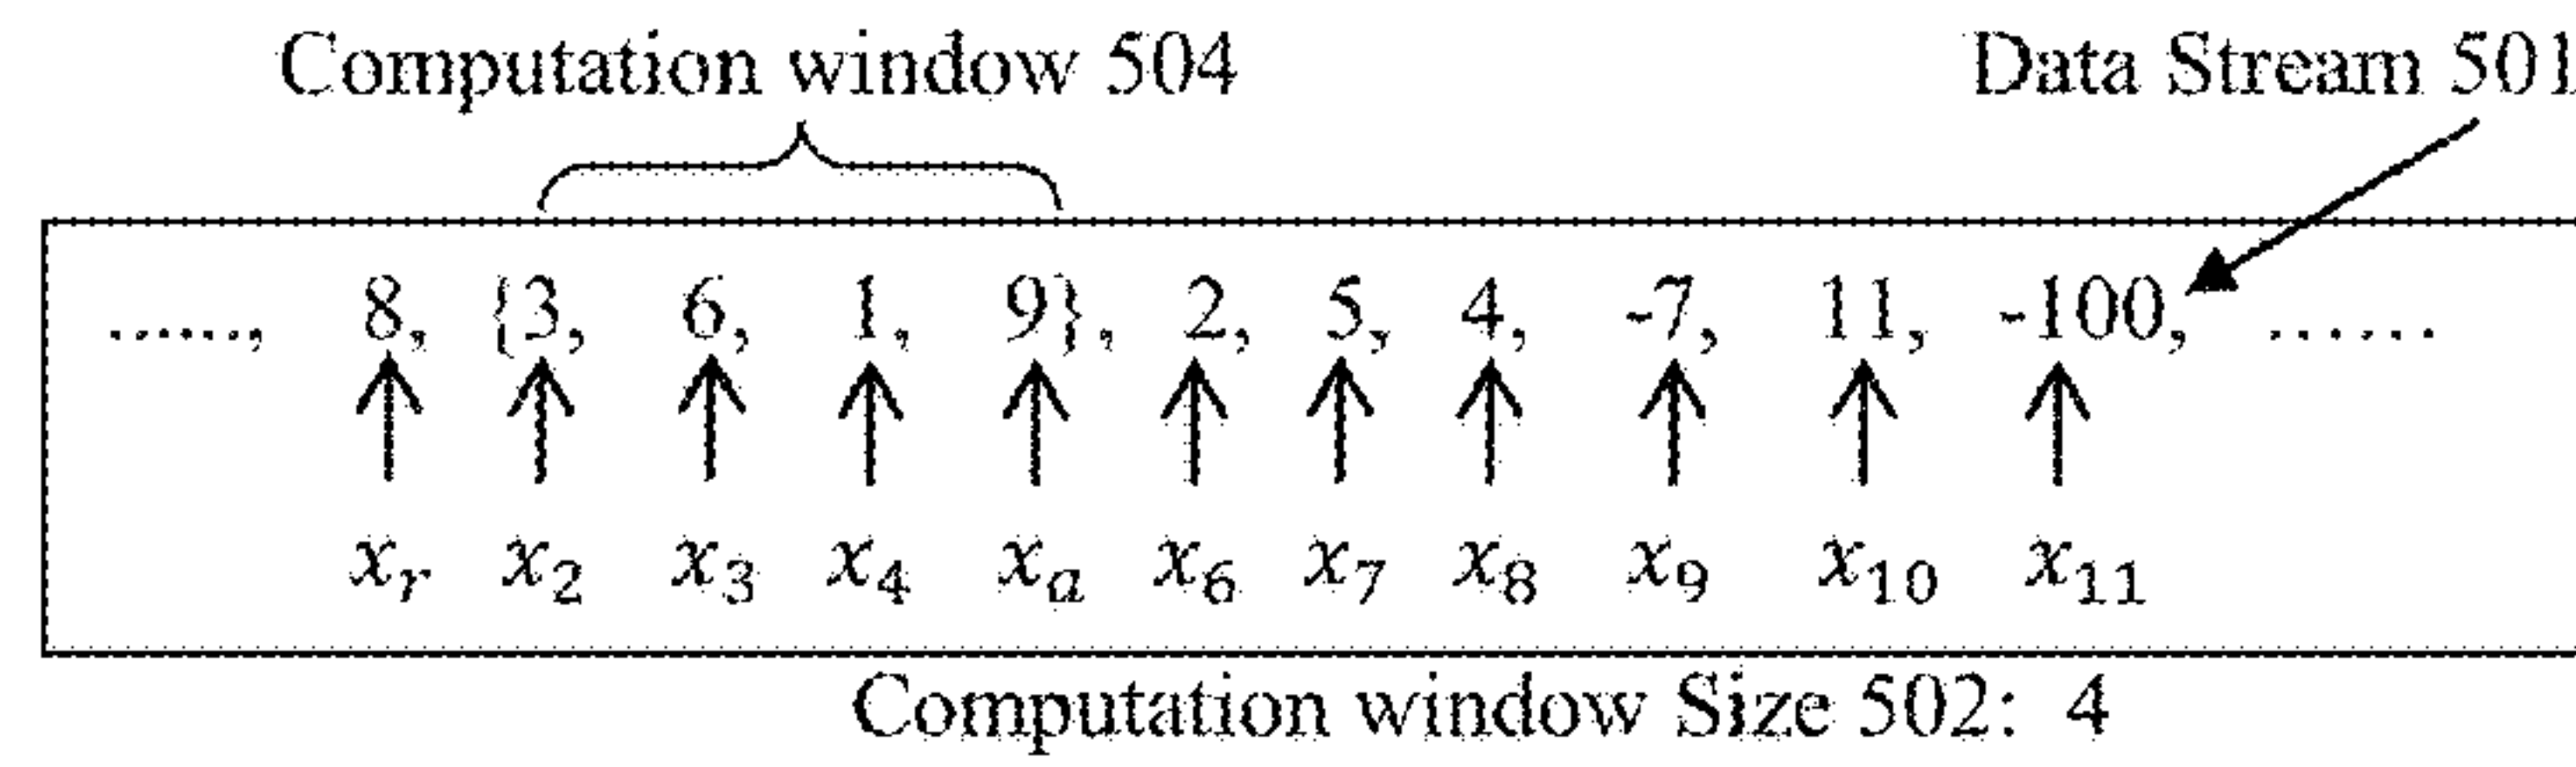 Computation window 504 Data Stream 501
......, 8, {3, 6, 1, 9}, 2, 5, 4, -7, 11, -100, ......
x_r x_2 x_3 x_4 x_a x_6 x_7 x_8 x_9 x_10 x_11
Computation window Size 502: 4